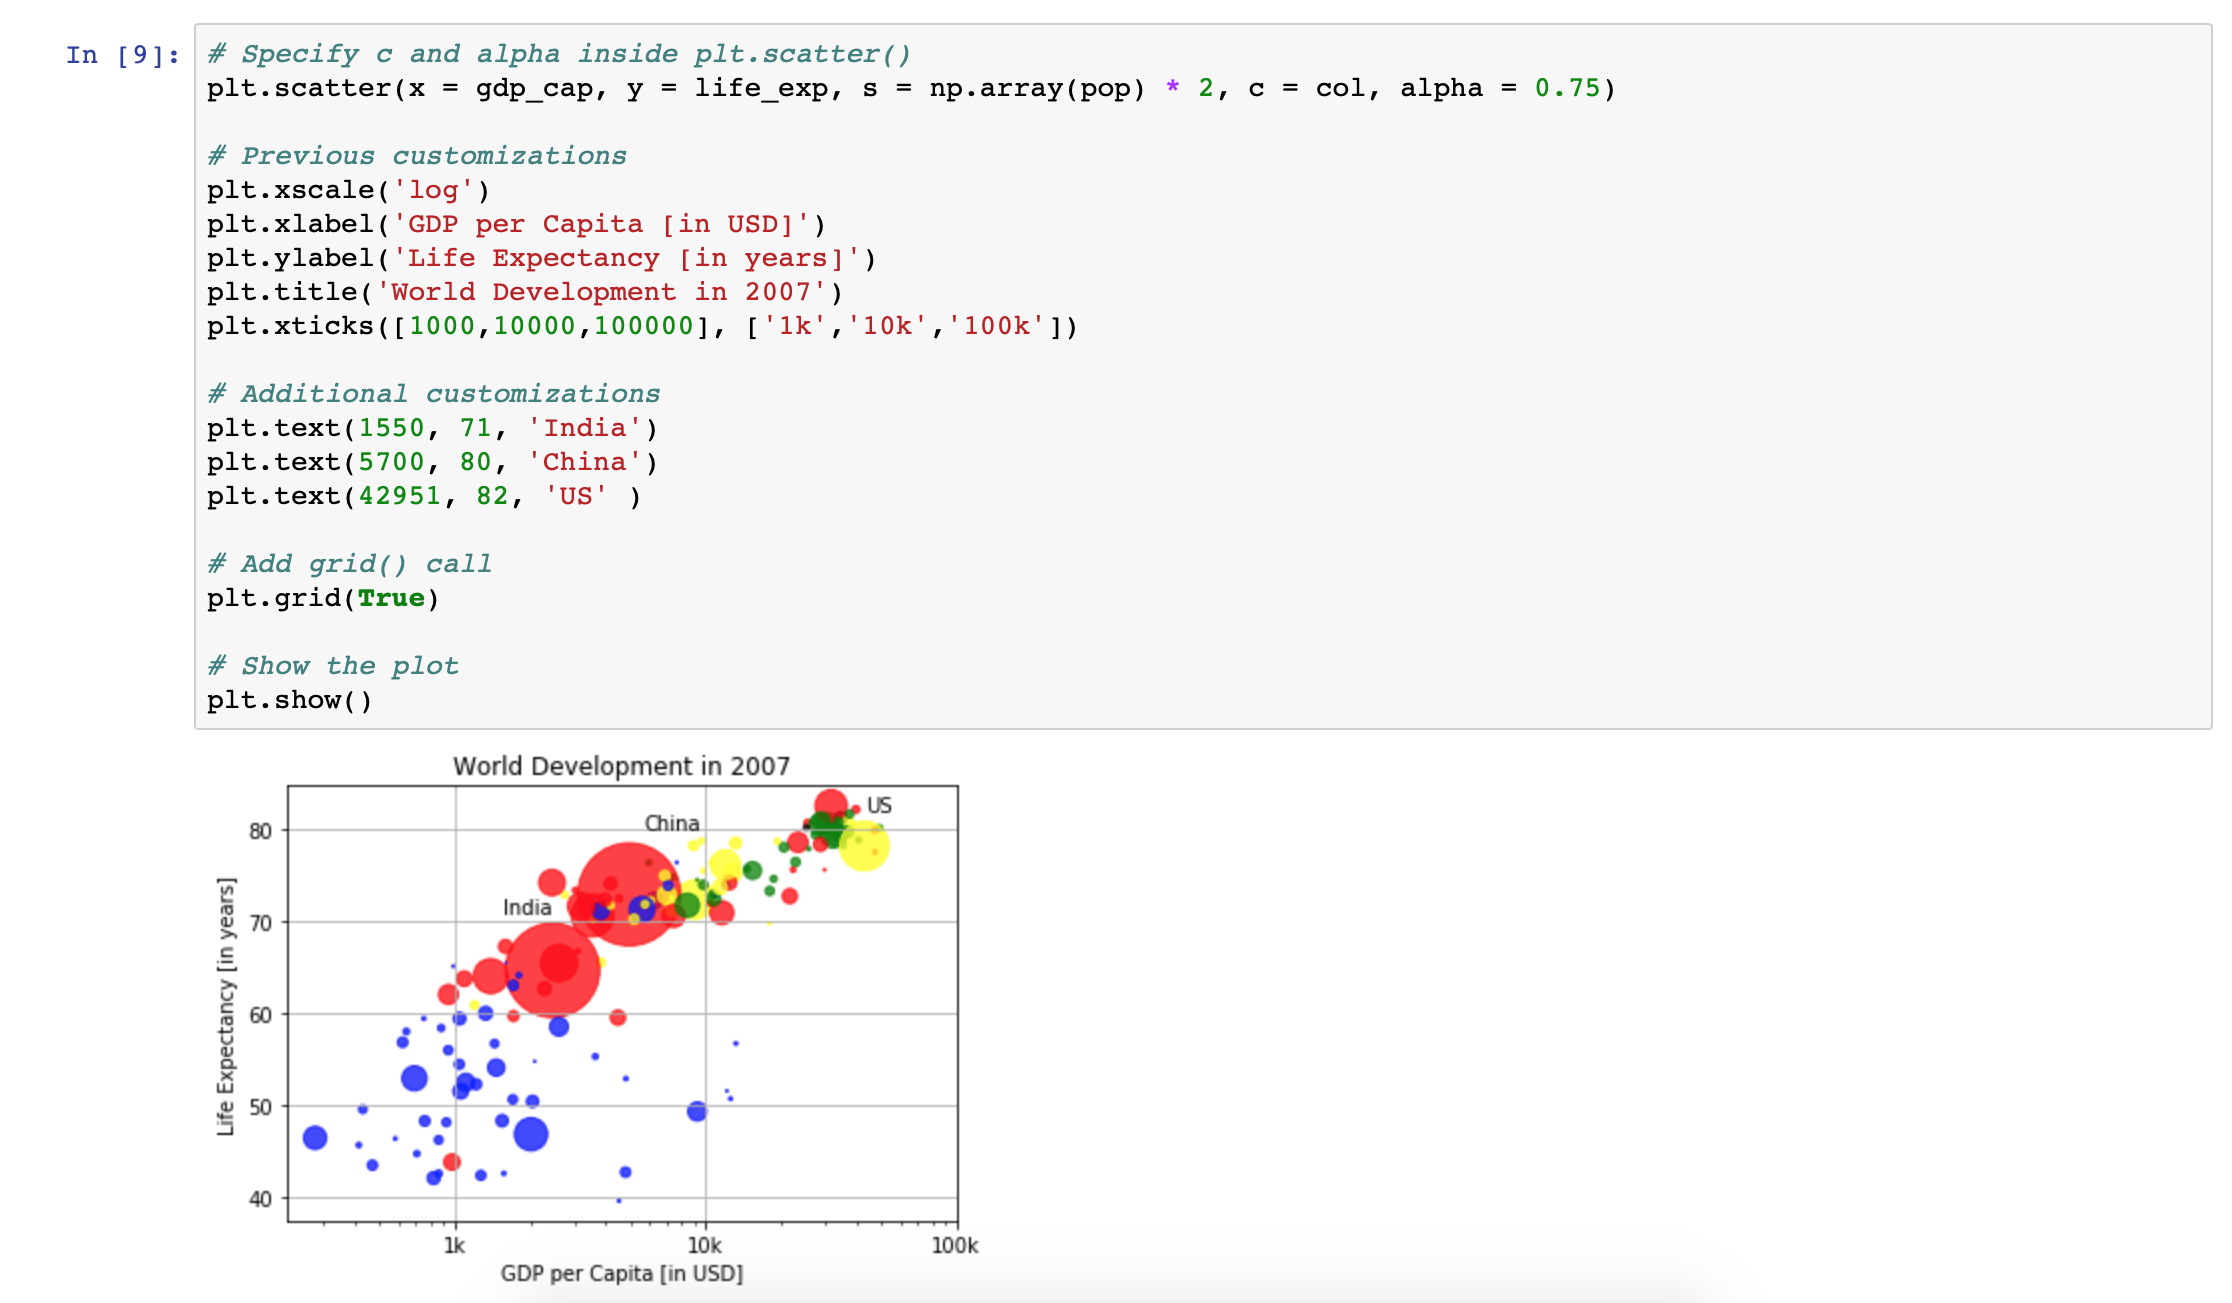 In [9]:
# Specify c and alpha inside plt.scatter()
plt.scatter(x = gdp_cap, y = life_exp, s = np.array(pop) * 2, c = col, alpha = 0.75)
# Previous customizations
plt.xscale('log')
plt.xlabel('GDP per Capita [in USD]')
plt.ylabel('Life Expectancy [in years]')
plt.title('World Development in 2007')
plt.xticks([1000,10000,100000], ['1k','10k','100k'])
# Additional customizations
plt.text(1550, 71, 'India')
plt.text(5700, 80, 'China')
plt.text(42951, 82, 'US' )
# Add grid() call
plt.grid(True)
# Show the plot
plt.show()
World Development in 2007
US
China
India
Life Expectancy [in years]
80
70
60
50
40
1k 10k 100k
GDP per Capita [in USD]